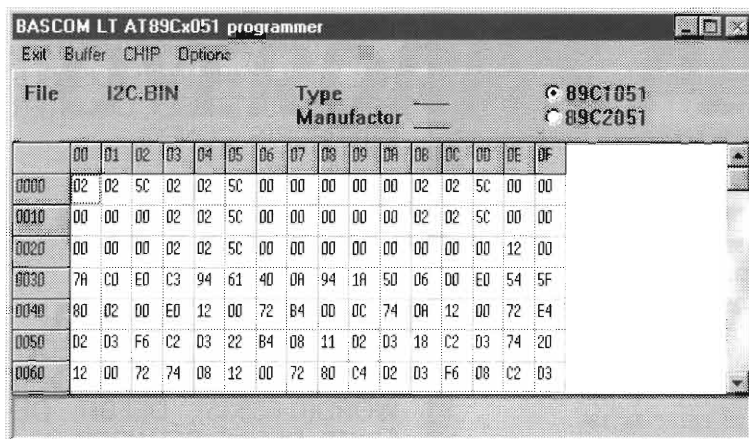 BASCOM LT AT89Cx051 programmer
Exit Buffer CHIP Options
File I2C.BIN Type ___ 89C1051
Manufactor ___ 89C2051
00 01 02 03 04 05 06 07 08 09 0A 0B 0C 0D 0E 0F
0000 02 02 5C 02 02 5C 00 00 00 00 00 02 02 5C 00 00
0010 00 00 00 02 02 5C 00 00 00 00 00 02 02 5C 00 00
0020 00 00 00 02 02 5C 00 00 00 00 00 00 00 00 12 00
0030 7A C0 E0 C3 94 61 40 0A 94 1A 50 06 D0 E0 54 5F
0040 80 02 D0 E0 12 00 72 B4 0D 0C 74 0A 12 00 72 E4
0050 D2 D3 F6 C2 D3 22 B4 08 11 D2 D3 18 C2 D3 74 20
0060 12 00 72 74 08 12 00 72 80 C4 D2 D3 F6 08 C2 D3